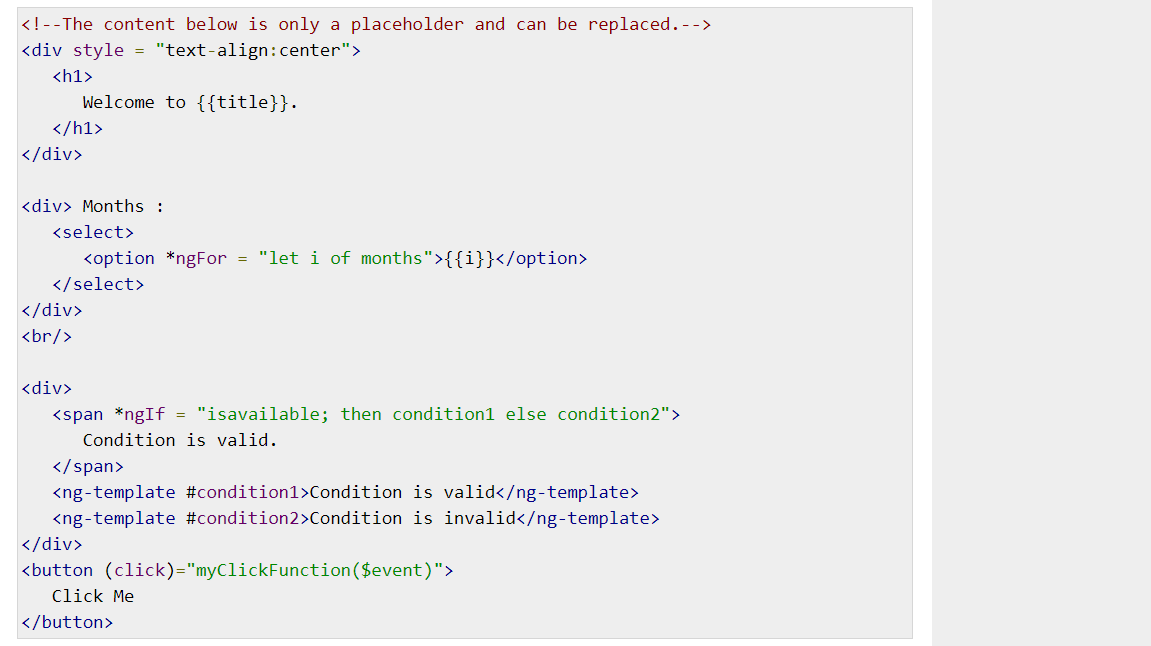 <!--The content below is only a placeholder and can be replaced.-->
<div style = "text-align:center">
   <h1>
      Welcome to {{title}}.
   </h1>
</div>

<div> Months :
   <select>
      <option *ngFor = "let i of months">{{i}}</option>
   </select>
</div>
<br/>

<div>
   <span *ngIf = "isavailable; then condition1 else condition2">
      Condition is valid.
   </span>
   <ng-template #condition1>Condition is valid</ng-template>
   <ng-template #condition2>Condition is invalid</ng-template>
</div>
<button (click)="myClickFunction($event)">
   Click Me
</button>